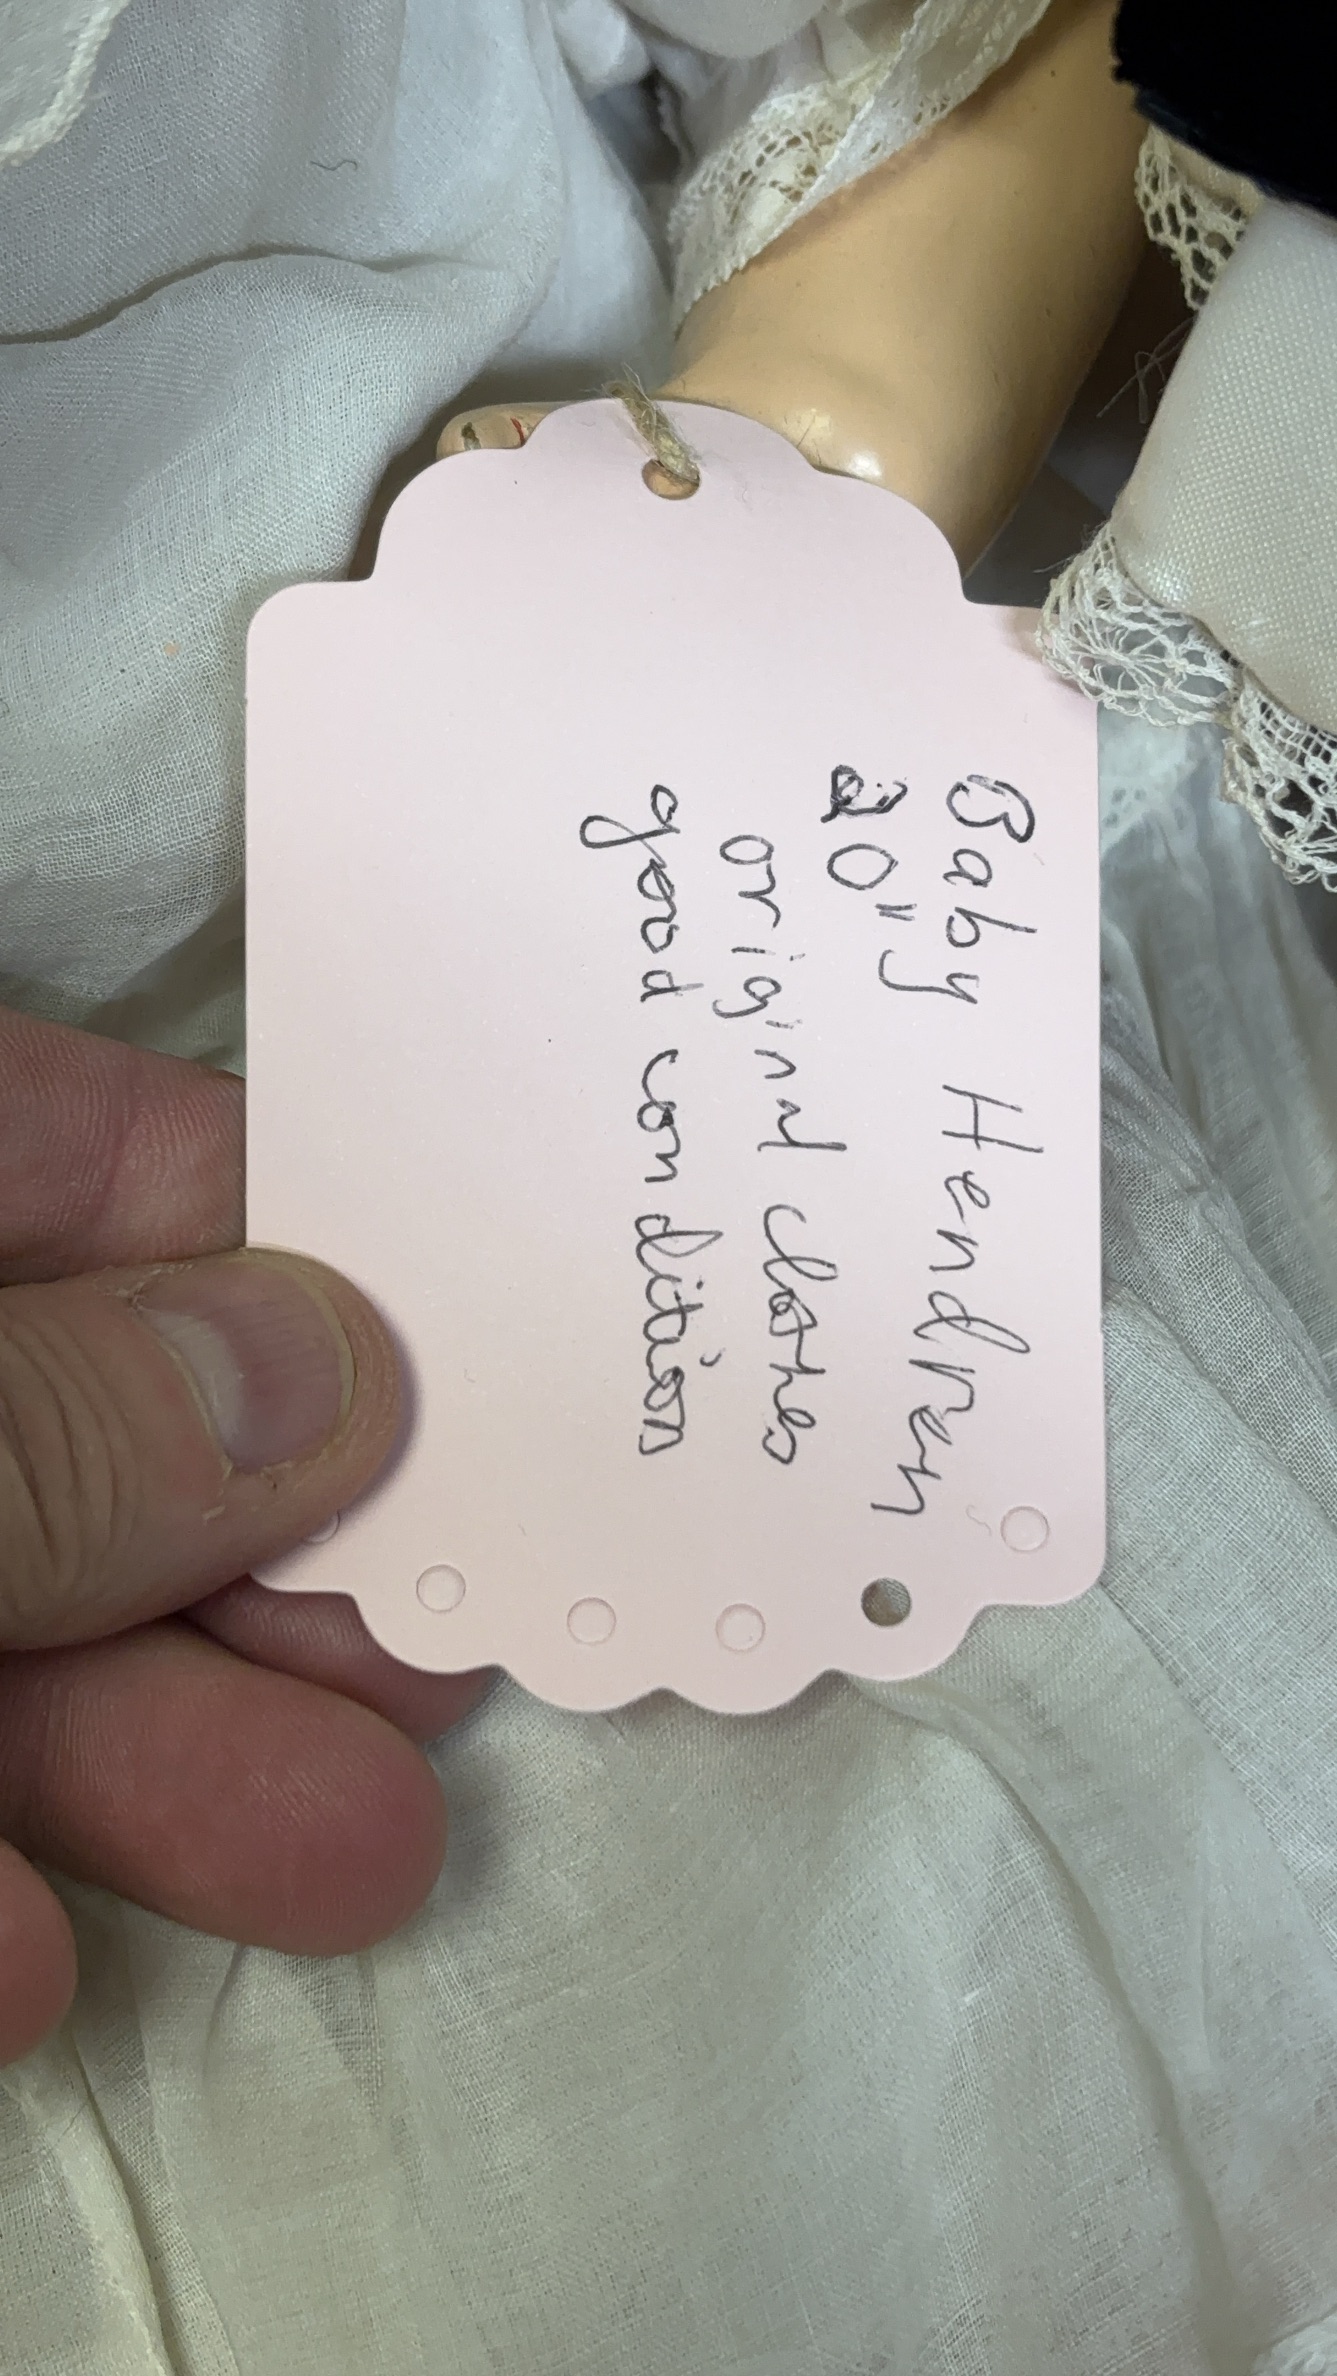 Baby Hendren
20"
original clothes
good condition